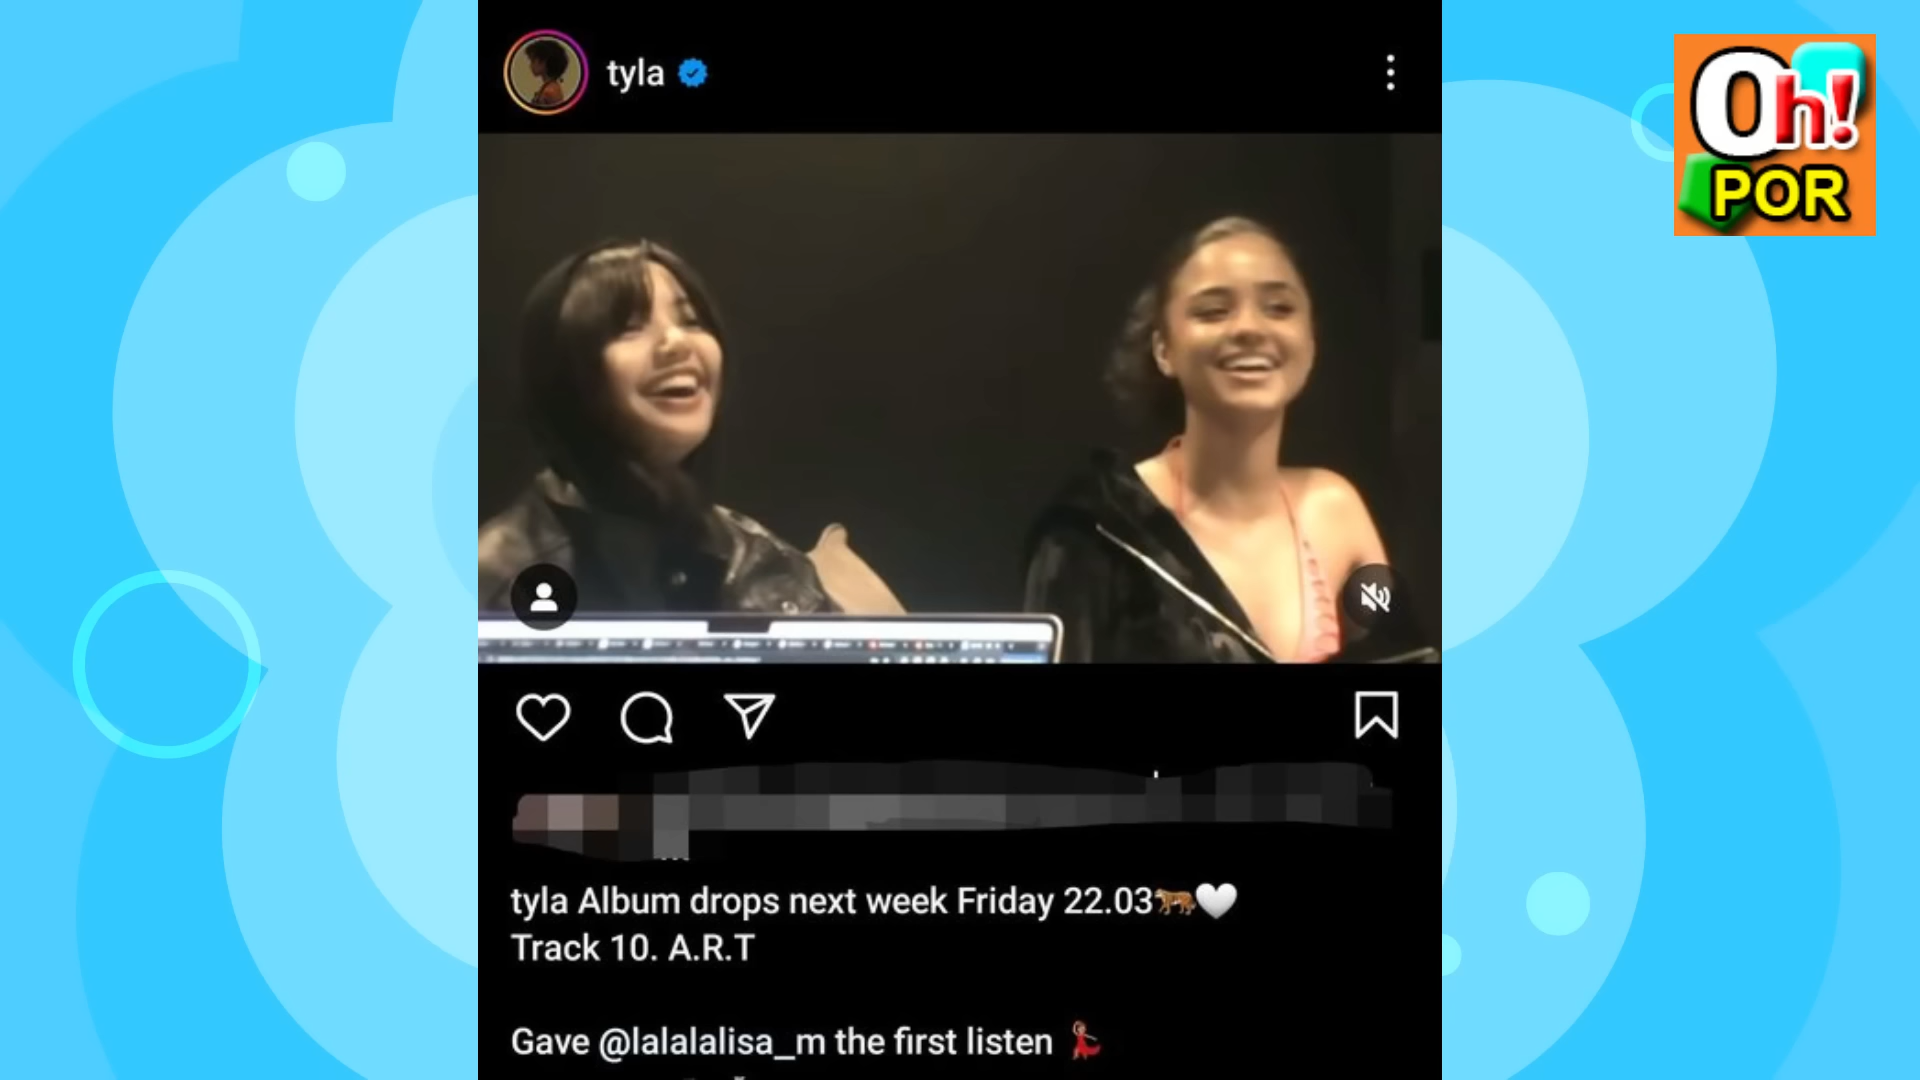 tyla
Oh!
POR
tyla Album drops next week Friday 22.03🐅🤍
Track 10. A.R.T
Gave @lalalalisa_m the first listen 💃